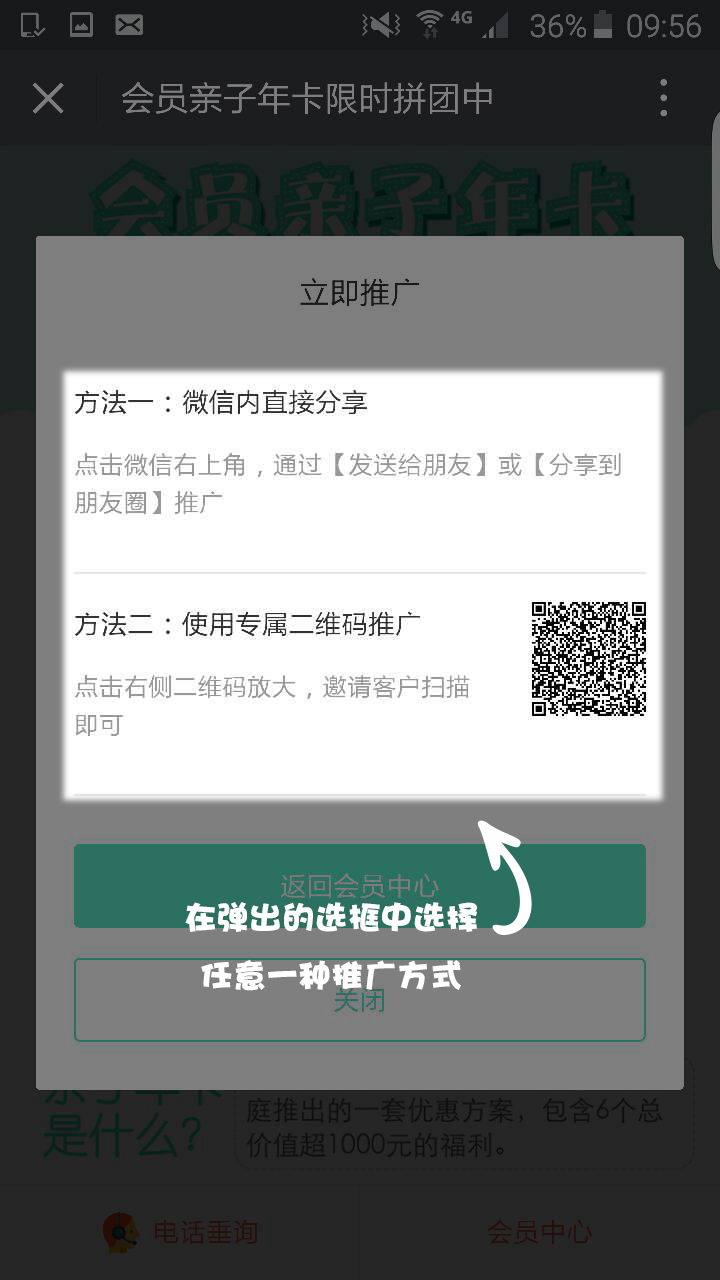 4G 36% 09:56
会员亲子年卡限时拼团中
会员亲子年卡
立即推广
方法一：微信内直接分享
点击微信右上角，通过【发送给朋友】或【分享到
朋友圈】推广
方法二：使用专属二维码推广
点击右侧二维码放大，邀请客户扫描
即可
返回会员中心
在弹出的选框中选择
任意一种推广方式
关闭
亲子年卡
是什么?
庭推出的一套优惠方案，包含6个总
价值超1000元的福利。
电话垂询
会员中心